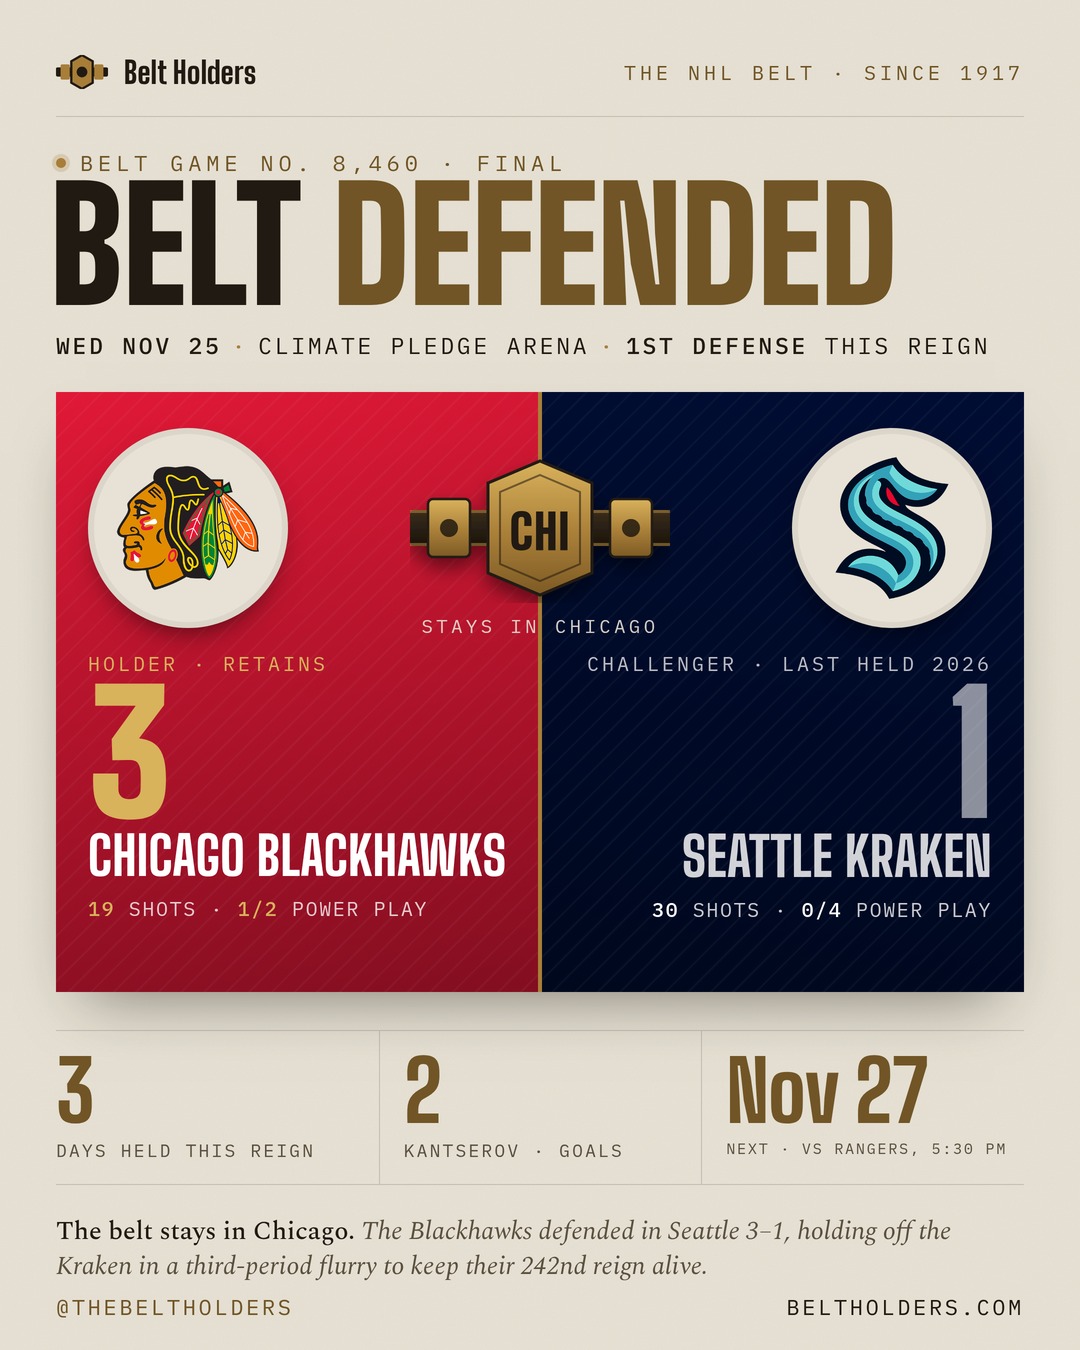 Belt Holders
THE NHL BELT · SINCE 1917
BELT GAME NO. 8,460 · FINAL
BELT DEFENDED
WED NOV 25 · CLIMATE PLEDGE ARENA · 1ST DEFENSE THIS REIGN
CHI
STAYS IN CHICAGO
HOLDER · RETAINS
3
CHICAGO BLACKHAWKS
19 SHOTS · 1/2 POWER PLAY
CHALLENGER · LAST HELD 2026
1
SEATTLE KRAKEN
30 SHOTS · 0/4 POWER PLAY
3
DAYS HELD THIS REIGN
2
KANTSEROV · GOALS
Nov 27
NEXT · VS RANGERS, 5:30 PM
The belt stays in Chicago. The Blackhawks defended in Seattle 3–1, holding off the
Kraken in a third-period flurry to keep their 242nd reign alive.
@THEBELTHOLDERS
BELTHOLDERS.COM